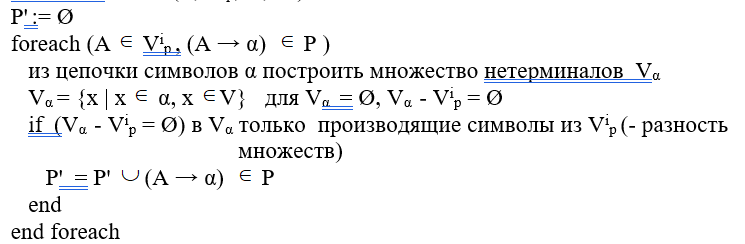 P' := Ø
foreach (A ∈ Vⁱₚ, (A → α) ∈ P )
из цепочки символов α построить множество нетерминалов Vα
Vα = {x | x ∈ α, x ∈ V} для Vα = Ø, Vα - Vⁱₚ = Ø
if (Vα - Vⁱₚ = Ø) в Vα только производящие символы из Vⁱₚ (- разность
множеств)
P' = P' ∪ (A → α) ∈ P
end
end foreach